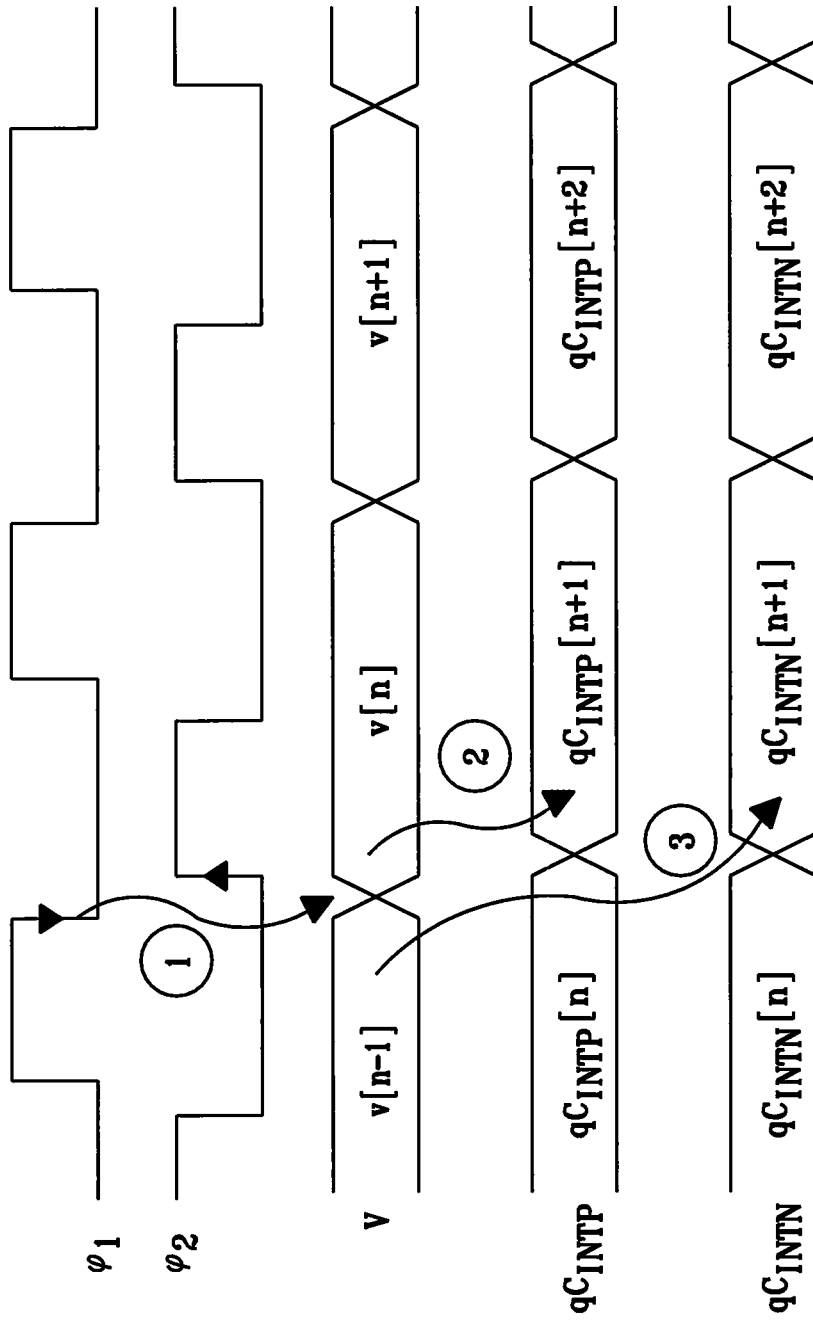 φ1
φ2
V v[n-1] v[n] v[n+1]
qCINTP qCINTP[n] qCINTP[n+1] qCINTP[n+2]
qCINTN qCINTN[n] qCINTN[n+1] qCINTN[n+2]
1
2
3